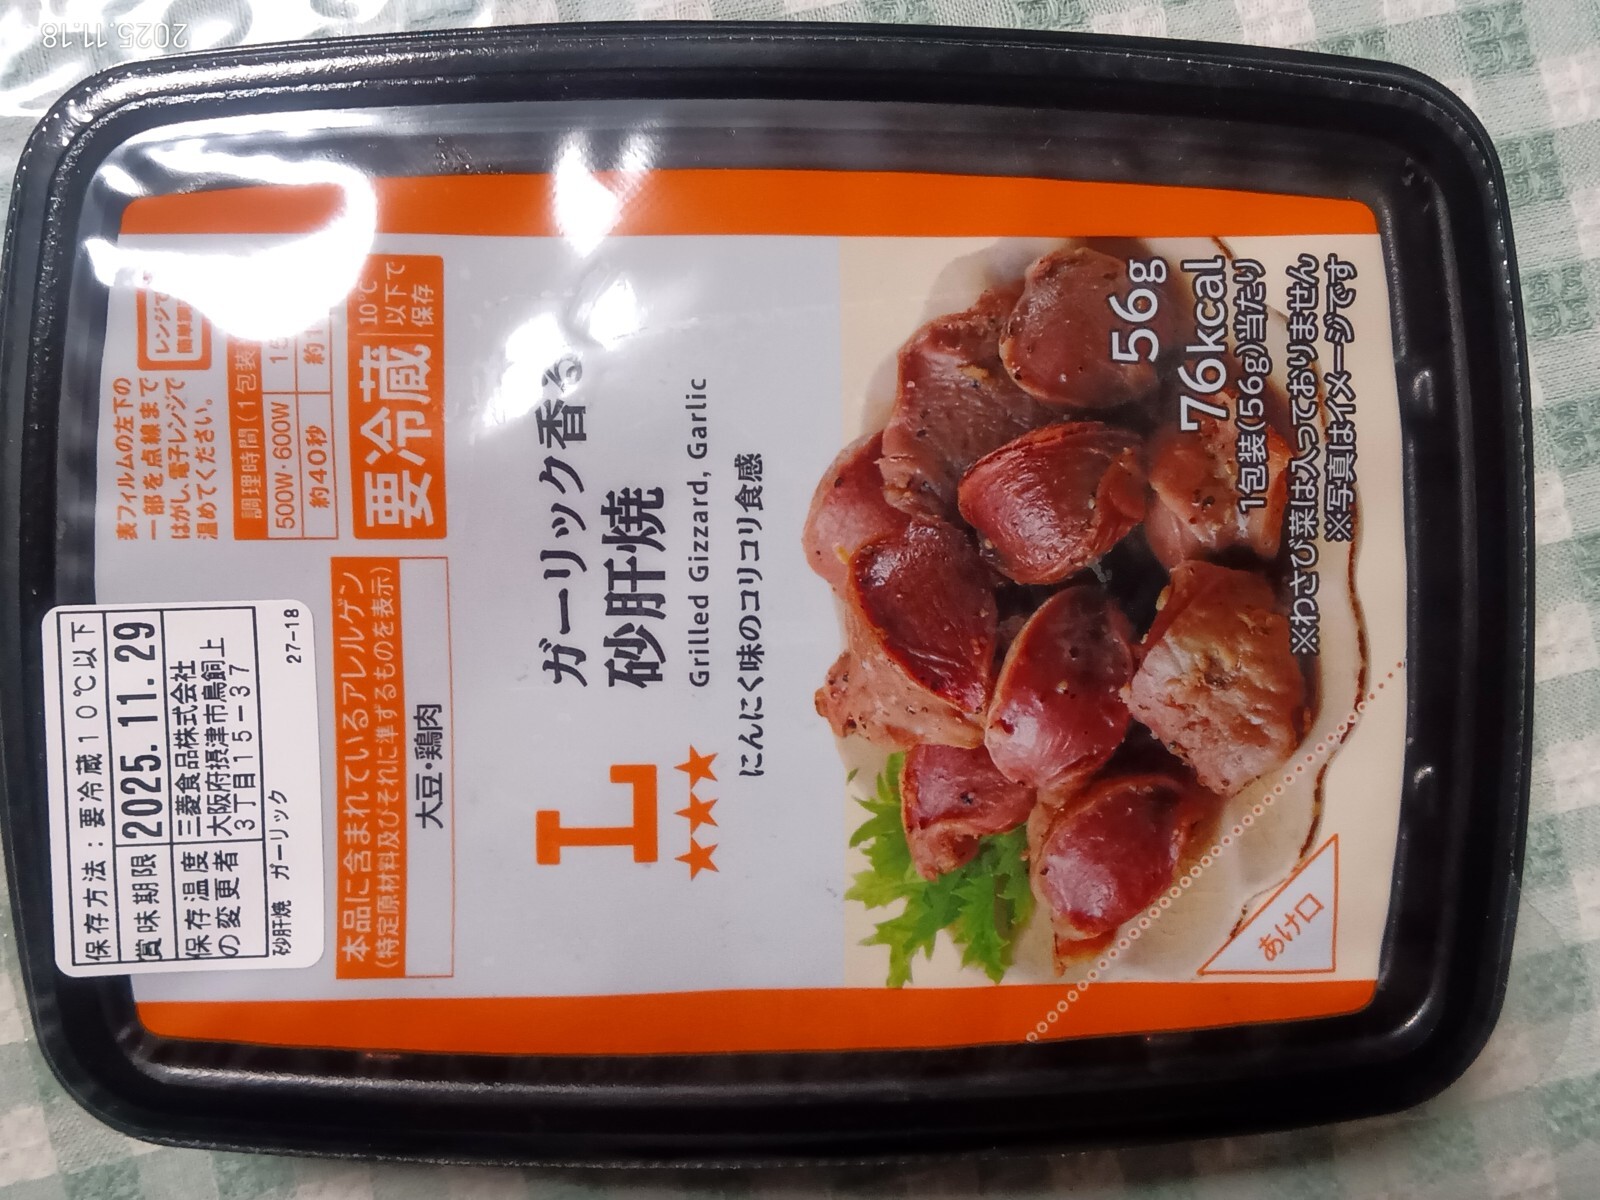 2025.11.18
保存方法：要冷蔵10℃以下
賞味期限 2025.11.29
保存温度の変更者 三菱食品株式会社
大阪府摂津市鳥飼上
3丁目15-37
27-18
砂肝焼 ガーリック
表フィルムの左下の
一部を点線まで
はがし、電子レンジで
温めてください。
レンジで
調理時間(1包装
500W・600W
約40秒
要冷蔵
10℃
以下で
保存
本品に含まれているアレルゲン
(特定原材料及びそれに準ずるものを表示)
大豆・鶏肉
L
ガーリック香る
砂肝焼
Grilled Gizzard, Garlic
にんにく味のコリコリ食感
56g
76kcal
1包装(56g)当たり
※わさび菜は入っておりません
※写真はイメージです
あけ口